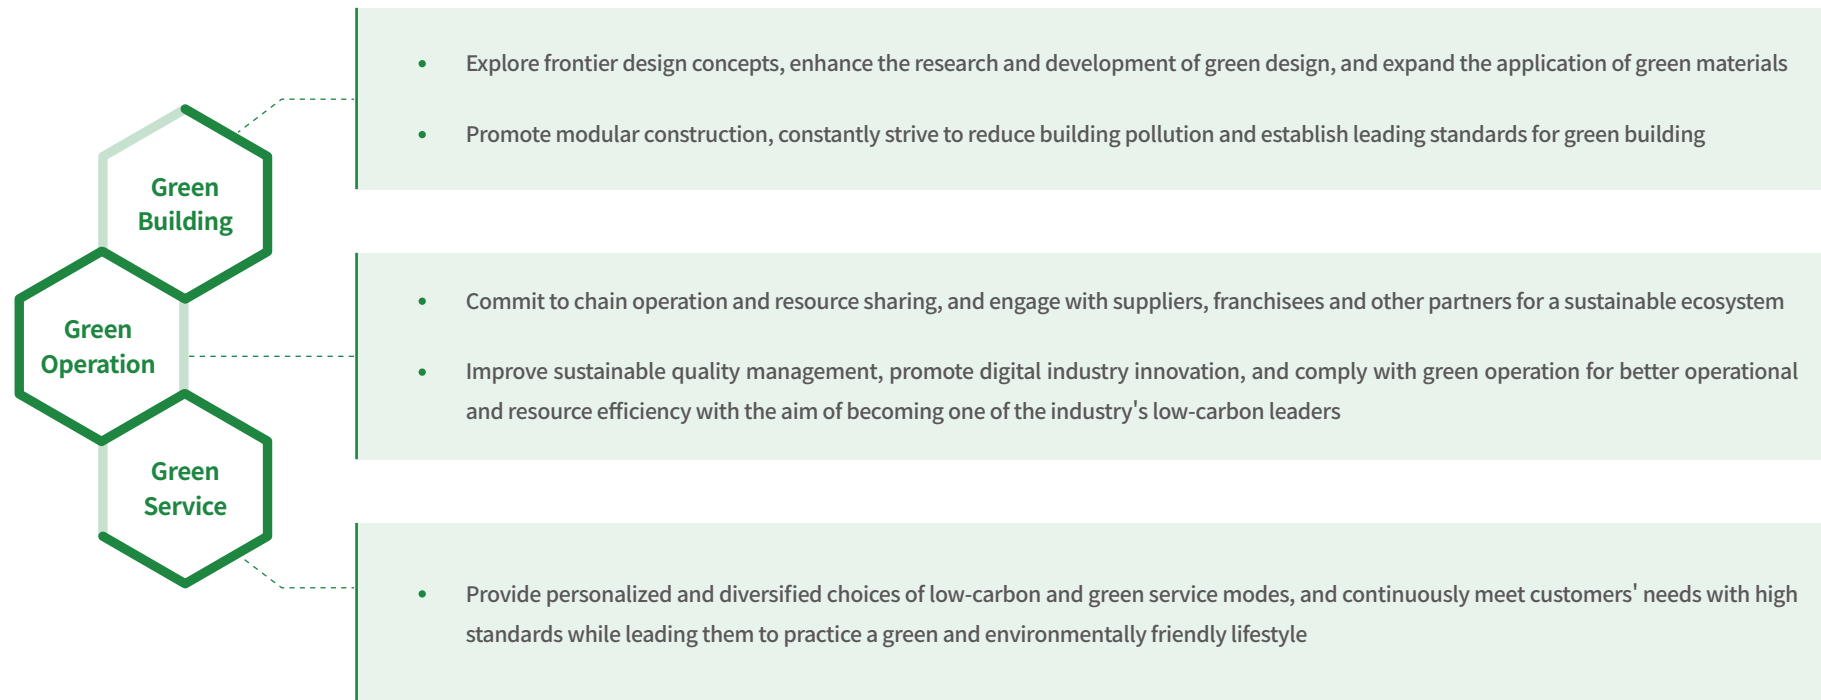 Green
Building
• Explore frontier design concepts, enhance the research and development of green design, and expand the application of green materials
• Promote modular construction, constantly strive to reduce building pollution and establish leading standards for green building
Green
Operation
• Commit to chain operation and resource sharing, and engage with suppliers, franchisees and other partners for a sustainable ecosystem
• Improve sustainable quality management, promote digital industry innovation, and comply with green operation for better operational
and resource efficiency with the aim of becoming one of the industry's low-carbon leaders
Green
Service
• Provide personalized and diversified choices of low-carbon and green service modes, and continuously meet customers' needs with high
standards while leading them to practice a green and environmentally friendly lifestyle